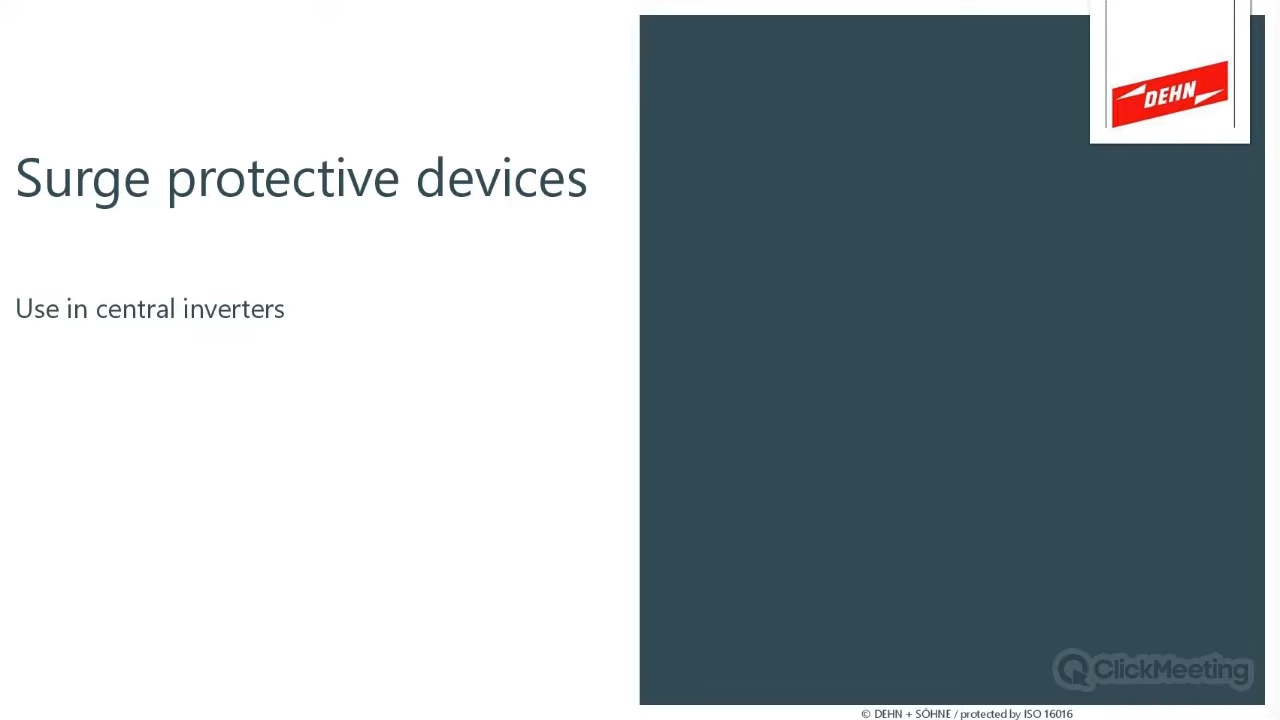 DEHN
Surge protective devices
Use in central inverters
ClickMeeting
© DEHN + SÖHNE / protected by ISO 16016